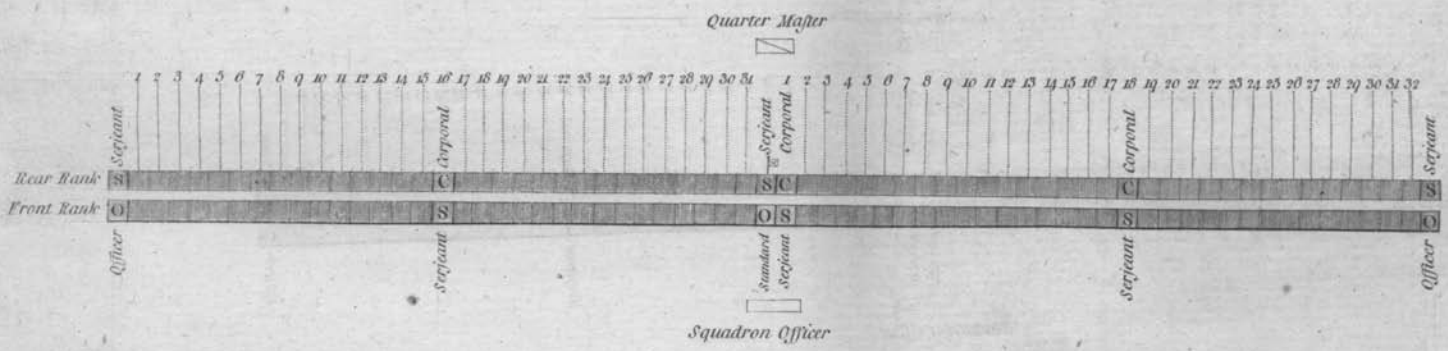 Quarter Maſter
1 2 3 4 5 6 7 8 9 10 11 12 13 14 15 16 17 18 19 20 21 22 23 24 25 26 27 28 29 30 31 1 2 3 4 5 6 7 8 9 10 11 12 13 14 15 16 17 18 19 20 21 22 23 24 25 26 27 28 29 30 31 32
Serjeant Corporal Serjeant Corporal Corporal Serjeant
Rear Rank S C S C C S
Front Rank O S O S S O
Officer Serjeant Standard Serjeant Serjeant Officer
Squadron Officer